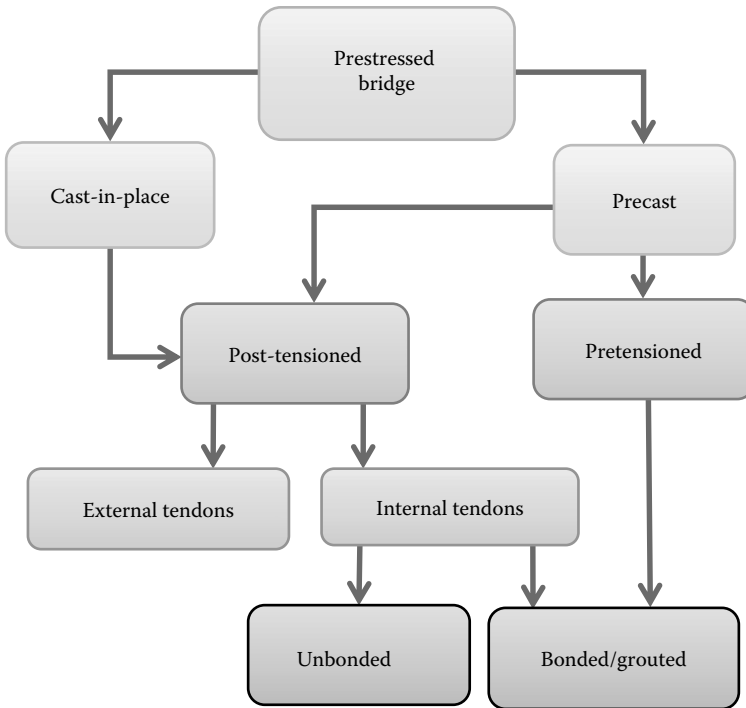 Prestressed
bridge
Cast-in-place
Precast
Post-tensioned
Pretensioned
External tendons
Internal tendons
Unbonded
Bonded/grouted